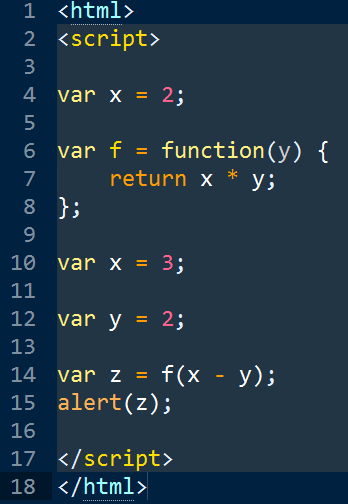 1 <html>
2 <script>
3
4 var x = 2;
5
6 var f = function(y) {
7     return x * y;
8 };
9
10 var x = 3;
11
12 var y = 2;
13
14 var z = f(x - y);
15 alert(z);
16
17 </script>
18 </html>